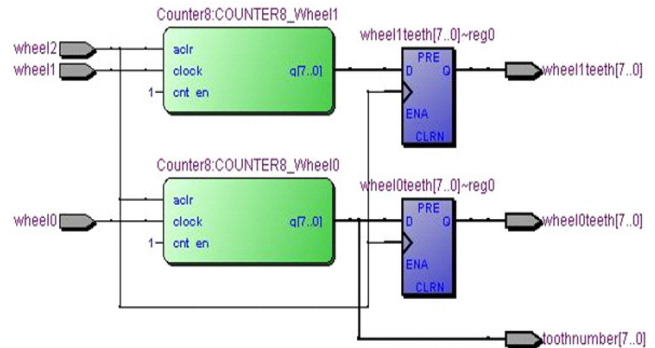 Counter8:COUNTER8_Wheel1
wheel1teeth[7..0]~reg0
wheel2
wheel1
aclr
clock
1 cnt en
q[7..0]
PRE
D Q
ENA
CLRN
wheel1teeth[7..0]
Counter8:COUNTER8_Wheel0
wheel0teeth[7..0]~reg0
wheel0
aclr
clock
1 cnt en
q[7..0]
PRE
D Q
ENA
CLRN
wheel0teeth[7..0]
toothnumber[7..0]